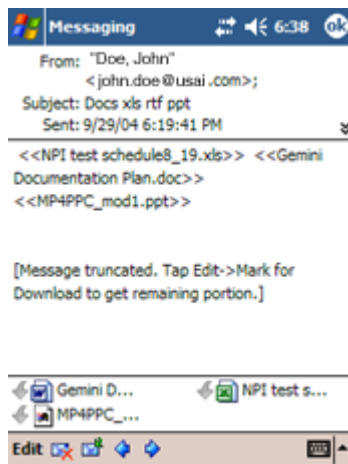 Messaging 6:38 ok
From: "Doe, John"
<john.doe@usai.com>;
Subject: Docs xls rtf ppt
Sent: 9/29/04 6:19:41 PM
<<NPI test schedule8_19.xls>> <<Gemini
Documentation Plan.doc>>
<<MP4PPC_mod1.ppt>>
[Message truncated. Tap Edit->Mark for
Download to get remaining portion.]
Gemini D... NPI test s...
MP4PPC_...
Edit